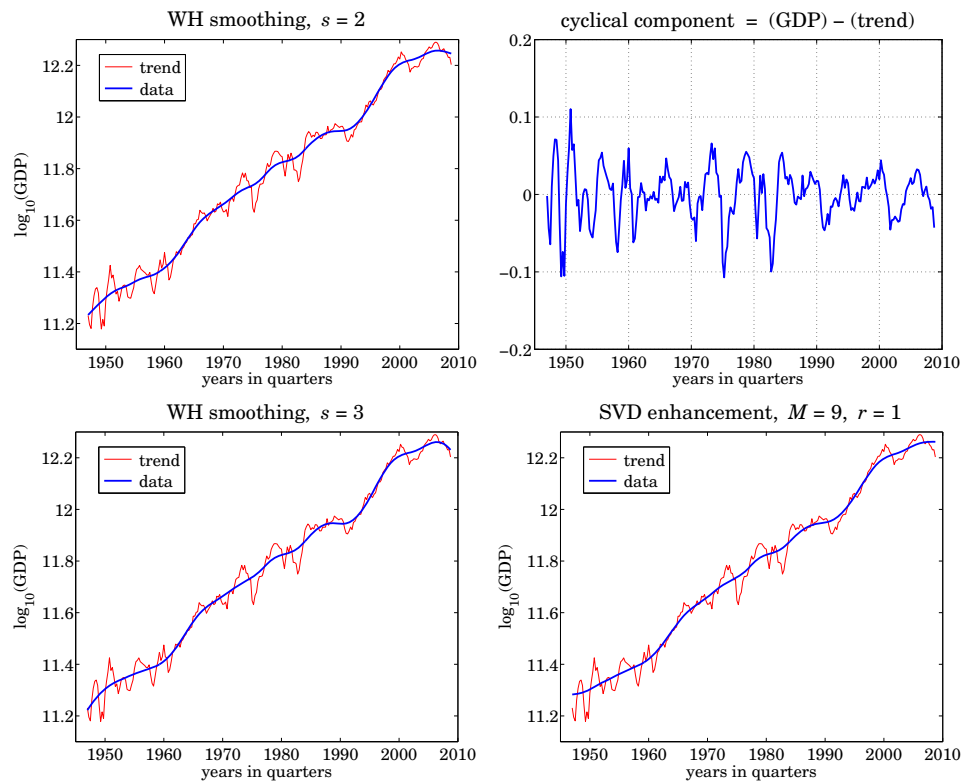 WH smoothing, s = 2
12.2
12
11.8
11.6
11.4
11.2
log10(GDP)
trend
data
1950 1960 1970 1980 1990 2000 2010
years in quarters
cyclical component = (GDP) − (trend)
0.2
0.1
0
−0.1
−0.2
1950 1960 1970 1980 1990 2000 2010
years in quarters
WH smoothing, s = 3
12.2
12
11.8
11.6
11.4
11.2
log10(GDP)
trend
data
1950 1960 1970 1980 1990 2000 2010
years in quarters
SVD enhancement, M = 9, r = 1
12.2
12
11.8
11.6
11.4
11.2
log10(GDP)
trend
data
1950 1960 1970 1980 1990 2000 2010
years in quarters